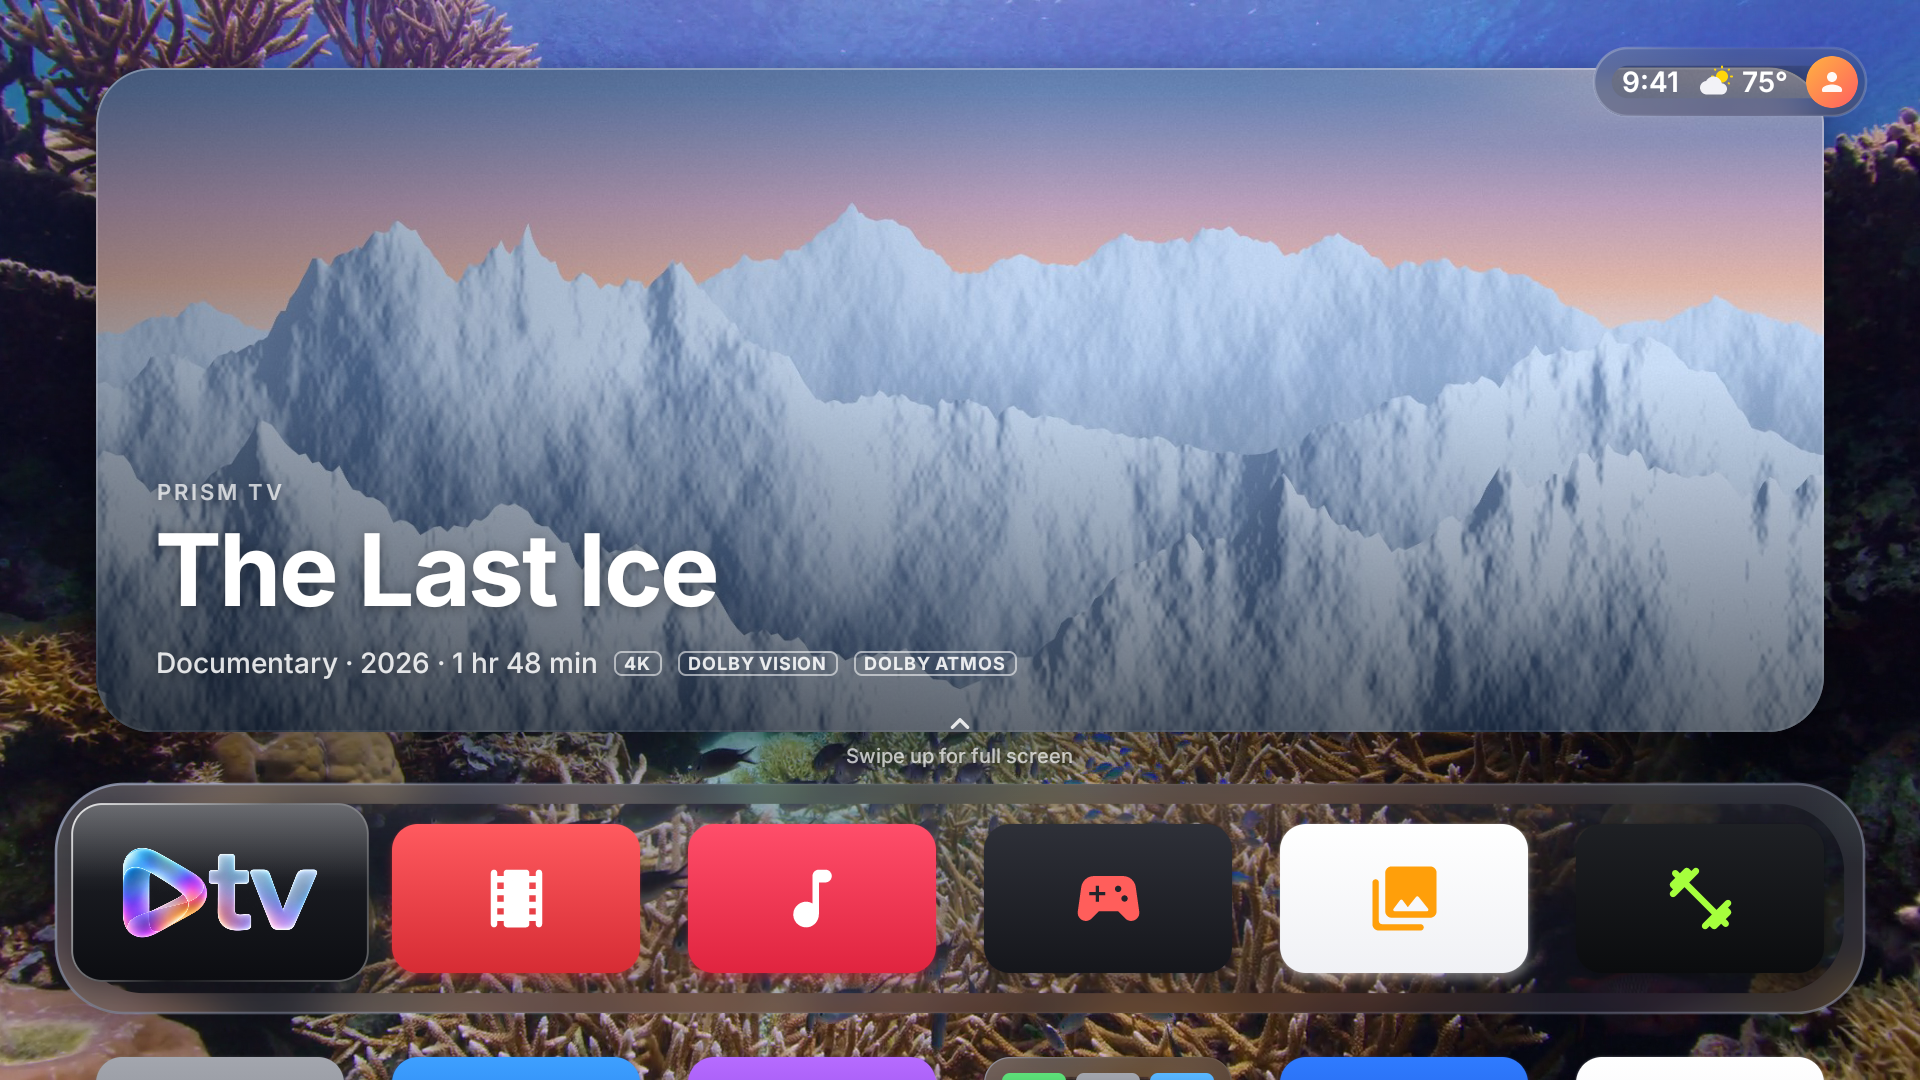 9:41 75°
PRISM TV
The Last Ice
Documentary · 2026 · 1 hr 48 min 4K DOLBY VISION DOLBY ATMOS
Swipe up for full screen
tv